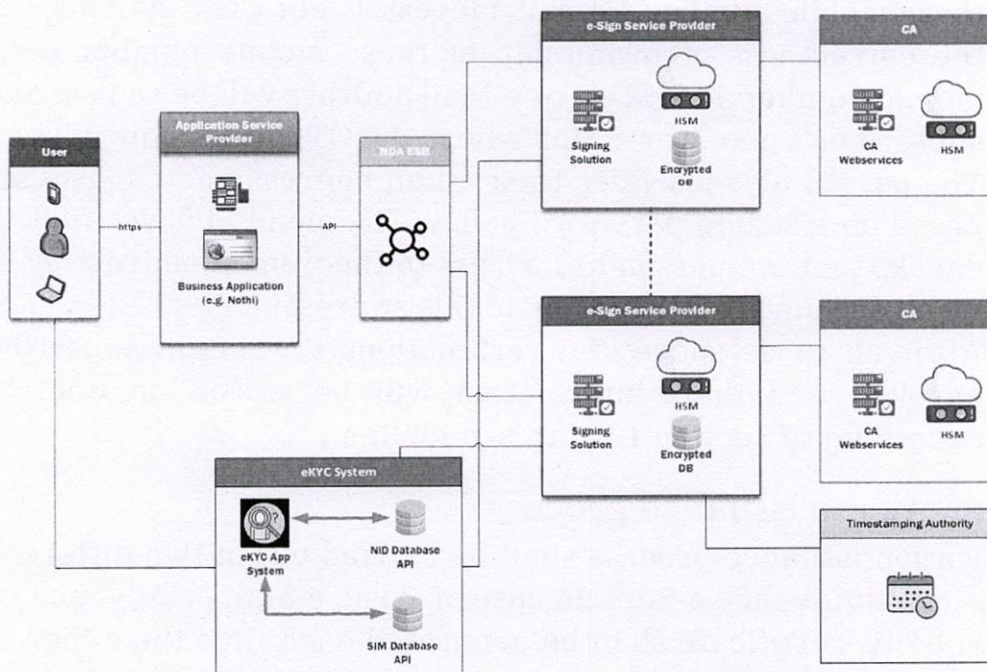 e-Sign Service Provider
HSM
Signing
Solution
Encrypted
DB
CA
CA
Webservices
HSM
User
https
Application Service
Provider
Business Application
(e.g. Nothi)
API
NDA ESB
e-Sign Service Provider
HSM
Signing
Solution
Encrypted
DB
CA
CA
Webservices
HSM
eKYC System
eKYC App
System
NID Database
API
SIM Database
API
Timestamping Authority